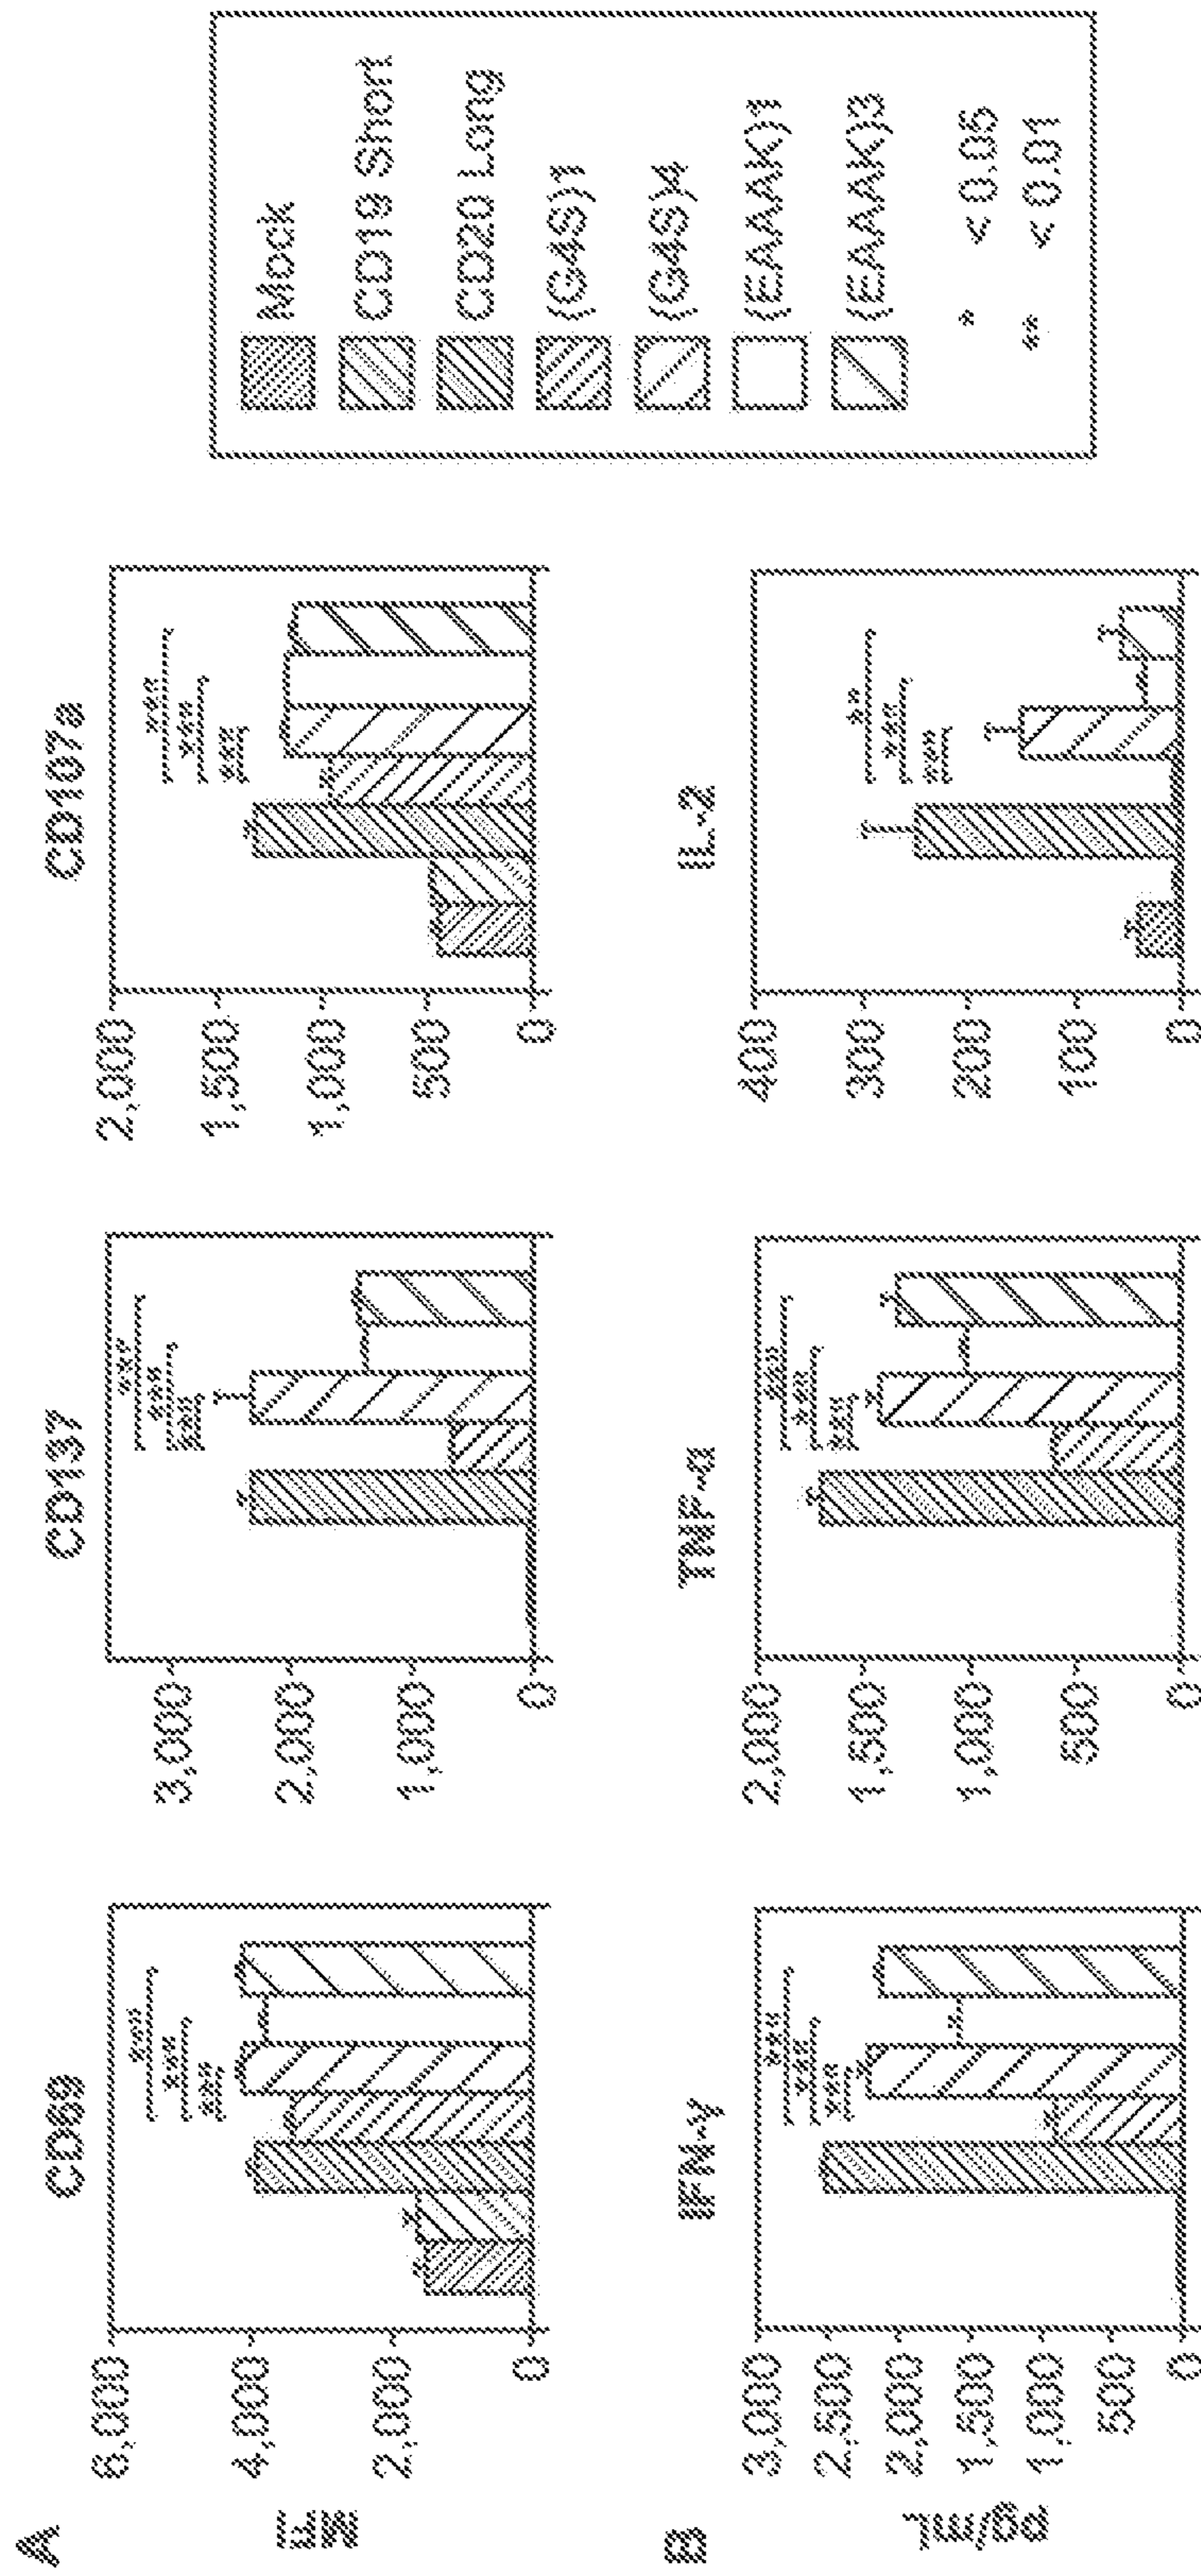 A
CD69
CD137
CD107a
MFI
6,000
4,000
2,000
0
3,000
2,000
1,000
0
2,000
1,500
1,000
500
0
***
***
***
***
***
***
***
***
***
B
IFN-γ
TNF-α
IL-2
pg/mL
3,000
2,500
2,000
1,500
1,000
500
0
2,000
1,500
1,000
500
0
400
300
200
100
0
***
***
***
***
***
***
**
***
***
Mock
CD19 Short
CD20 Long
(G4S)1
(G4S)4
(EAAAK)1
(EAAAK)3
* < 0.05
** < 0.01